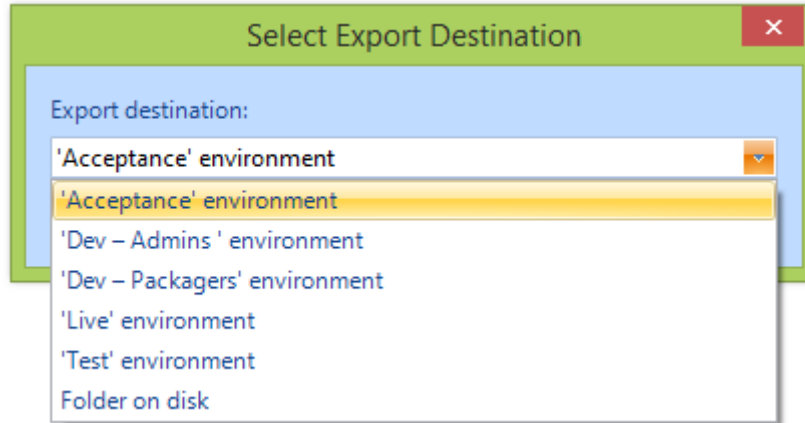 Select Export Destination
Export destination:
'Acceptance' environment
'Acceptance' environment
'Dev – Admins ' environment
'Dev – Packagers' environment
'Live' environment
'Test' environment
Folder on disk